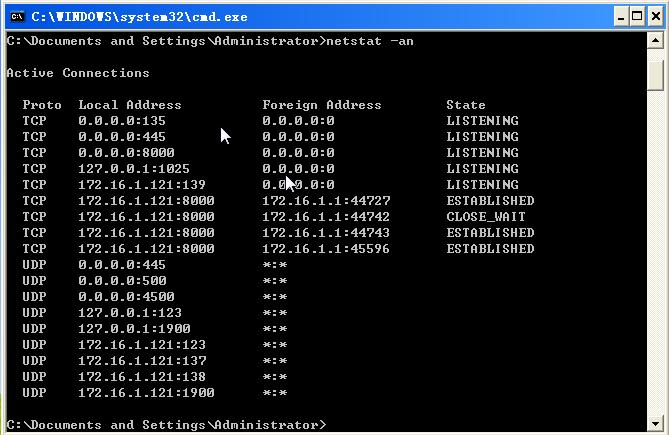 C:\WINDOWS\system32\cmd.exe
C:\Documents and Settings\Administrator>netstat -an
Active Connections
Proto  Local Address          Foreign Address        State
TCP    0.0.0.0:135            0.0.0.0:0              LISTENING
TCP    0.0.0.0:445            0.0.0.0:0              LISTENING
TCP    0.0.0.0:8000           0.0.0.0:0              LISTENING
TCP    127.0.0.1:1025         0.0.0.0:0              LISTENING
TCP    172.16.1.121:139       0.0.0.0:0              LISTENING
TCP    172.16.1.121:8000      172.16.1.1:44727       ESTABLISHED
TCP    172.16.1.121:8000      172.16.1.1:44742       CLOSE_WAIT
TCP    172.16.1.121:8000      172.16.1.1:44743       ESTABLISHED
TCP    172.16.1.121:8000      172.16.1.1:45596       ESTABLISHED
UDP    0.0.0.0:445            *:*
UDP    0.0.0.0:500            *:*
UDP    0.0.0.0:4500           *:*
UDP    127.0.0.1:123          *:*
UDP    127.0.0.1:1900         *:*
UDP    172.16.1.121:123       *:*
UDP    172.16.1.121:137       *:*
UDP    172.16.1.121:138       *:*
UDP    172.16.1.121:1900      *:*
C:\Documents and Settings\Administrator>